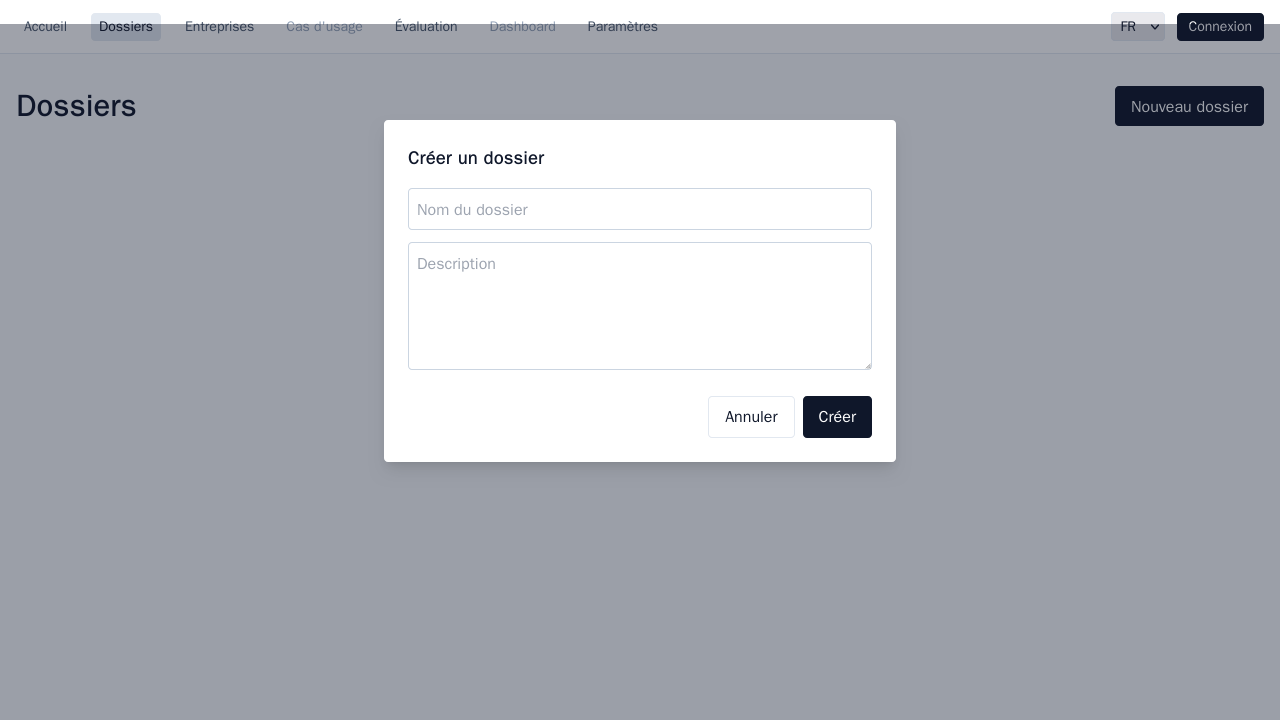 Accueil Dossiers Entreprises Cas d'usage Évaluation Dashboard Paramètres FR Connexion
Dossiers
Nouveau dossier
Créer un dossier
Nom du dossier
Description
Annuler Créer